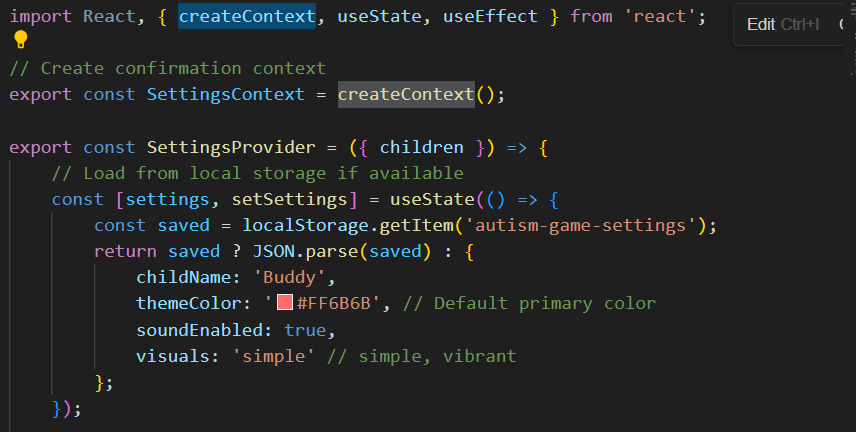 import React, { createContext, useState, useEffect } from 'react';
Edit Ctrl+I
// Create confirmation context
export const SettingsContext = createContext();
export const SettingsProvider = ({ children }) => {
// Load from local storage if available
const [settings, setSettings] = useState(() => {
const saved = localStorage.getItem('autism-game-settings');
return saved ? JSON.parse(saved) : {
childName: 'Buddy',
themeColor: '#FF6B6B', // Default primary color
soundEnabled: true,
visuals: 'simple' // simple, vibrant
};
});